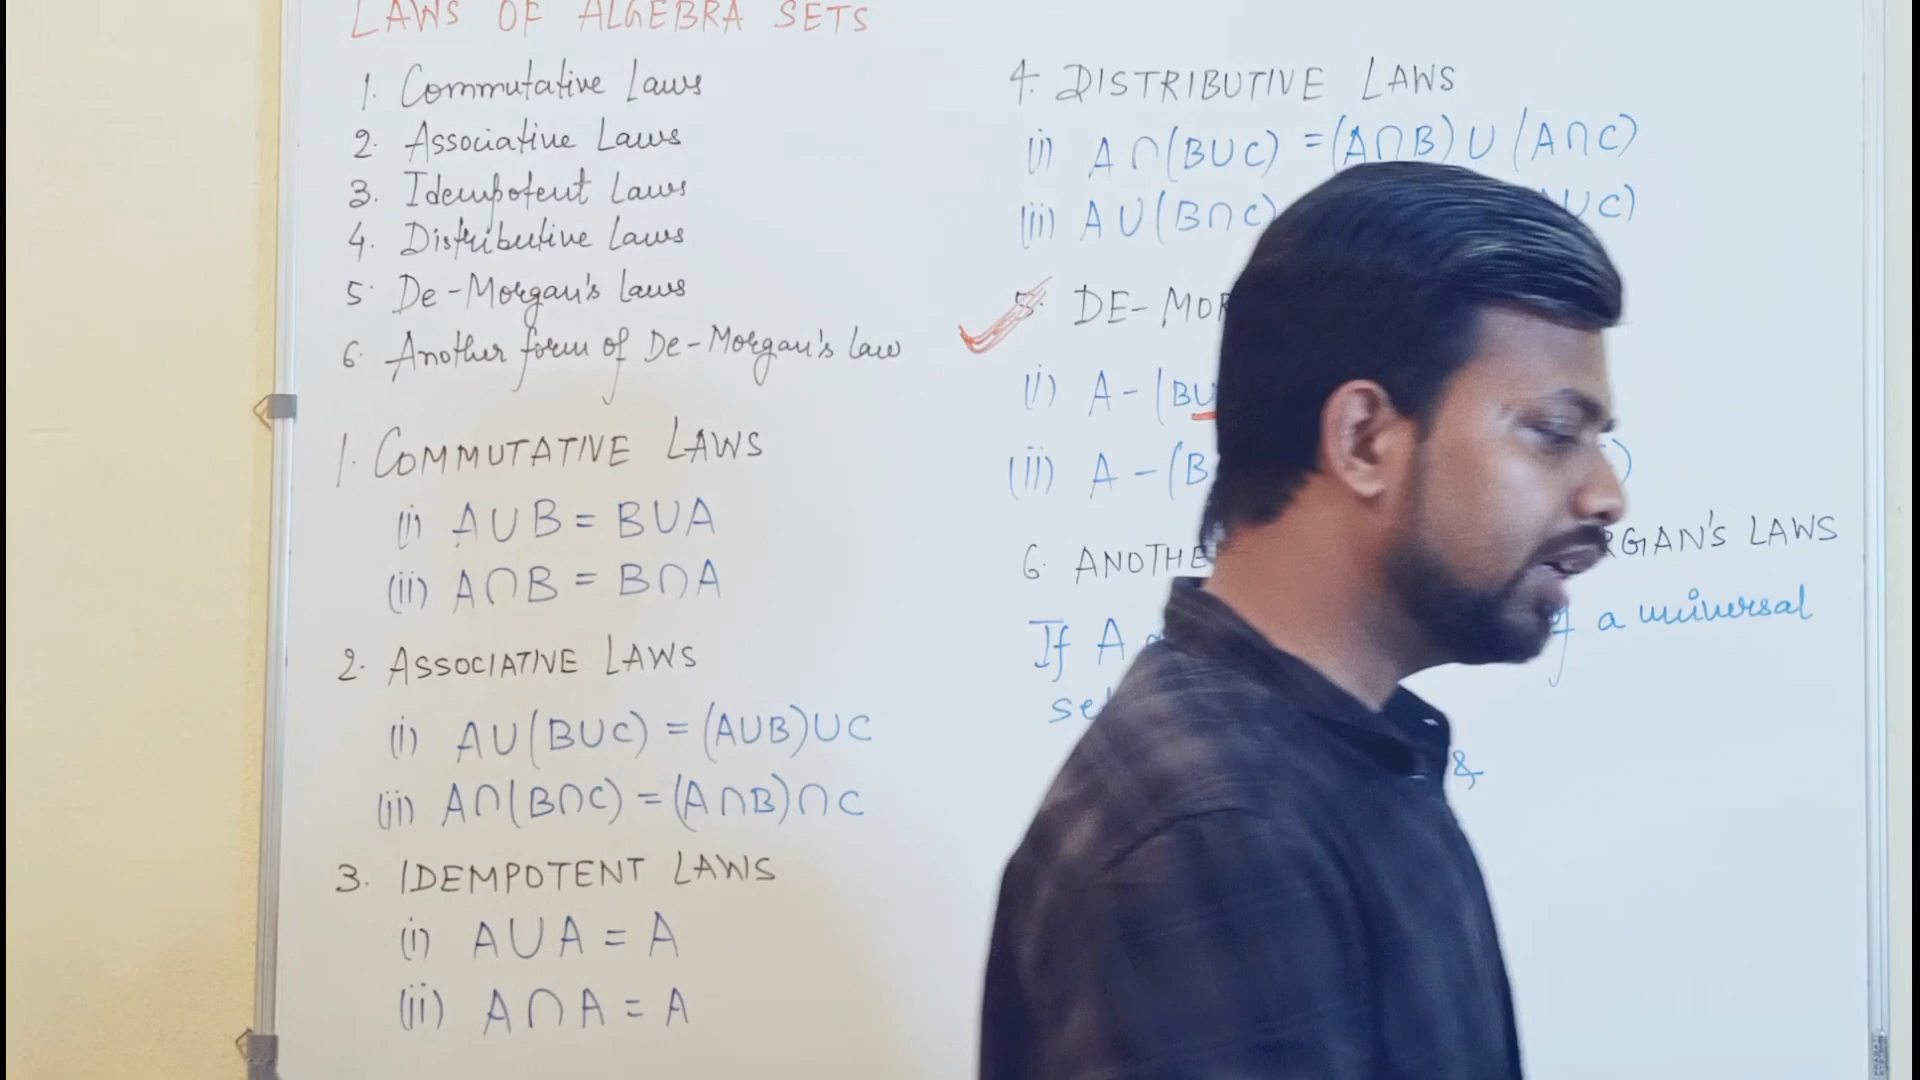 LAWS OF ALGEBRA SETS
1. Commutative Laws
2. Associative Laws
3. Idempotent Laws
4. Distributive Laws
5. De-Morgan's Laws
6. Another form of De-Morgan's law
1. COMMUTATIVE LAWS
(i) A∪B = B∪A
(ii) A∩B = B∩A
2. ASSOCIATIVE LAWS
(i) A∪(B∪C) = (A∪B)∪C
(ii) A∩(B∩C) = (A∩B)∩C
3. IDEMPOTENT LAWS
(i) A∪A = A
(ii) A∩A = A
4. DISTRIBUTIVE LAWS
(i) A∩(B∪C) = (A∩B)∪(A∩C)
(ii) A∪(B∩C) ∪C)
5. DE-MOR
(i) A-(B∪
(ii) A-(B )
6. ANOTHE RGAN'S LAWS
If A of a universal
se
&